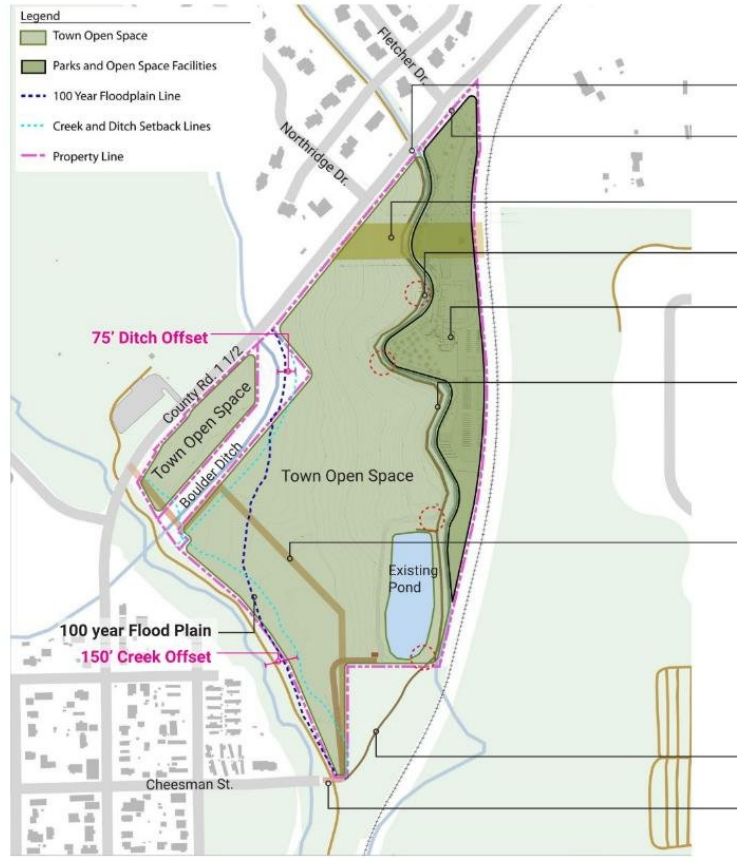 Legend
Town Open Space
Parks and Open Space Facilities
100 Year Floodplain Line
Creek and Ditch Setback Lines
Property Line
Fletcher Dr.
Northridge Dr.
75' Ditch Offset
County Rd. 1 1/2
Town Open Space
Boulder Ditch
Town Open Space
Existing
Pond
100 year Flood Plain
150' Creek Offset
Cheesman St.